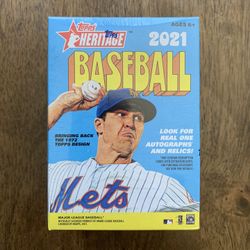 Topps
HERITAGE
2021
AGES 6+
BASEBALL
BRINGING BACK
THE 1972
TOPPS DESIGN
LOOK FOR
REAL ONE
AUTOGRAPHS
AND RELICS!
Mets
MAJOR LEAGUE BASEBALL